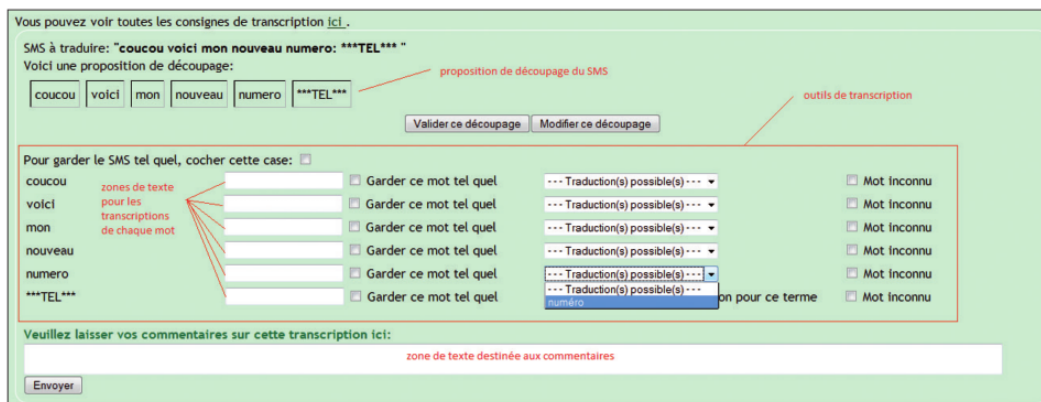 Vous pouvez voir toutes les consignes de transcription ici .
SMS à traduire: "coucou voici mon nouveau numero: ***TEL*** "
Voici une proposition de découpage:
proposition de découpage du SMS
coucou voici mon nouveau numero ***TEL***
outils de transcription
Valider ce découpage Modifier ce découpage
Pour garder le SMS tel quel, cocher cette case:
coucou Garder ce mot tel quel --- Traduction(s) possible(s) --- Mot inconnu
zones de texte
pour les
transcriptions
de chaque mot
voici Garder ce mot tel quel --- Traduction(s) possible(s) --- Mot inconnu
mon Garder ce mot tel quel --- Traduction(s) possible(s) --- Mot inconnu
nouveau Garder ce mot tel quel --- Traduction(s) possible(s) --- Mot inconnu
numero Garder ce mot tel quel --- Traduction(s) possible(s) --- Mot inconnu
--- Traduction(s) possible(s) ---
numéro
***TEL*** Garder ce mot tel quel on pour ce terme Mot inconnu
Veuillez laisser vos commentaires sur cette transcription ici:
zone de texte destinée aux commentaires
Envoyer